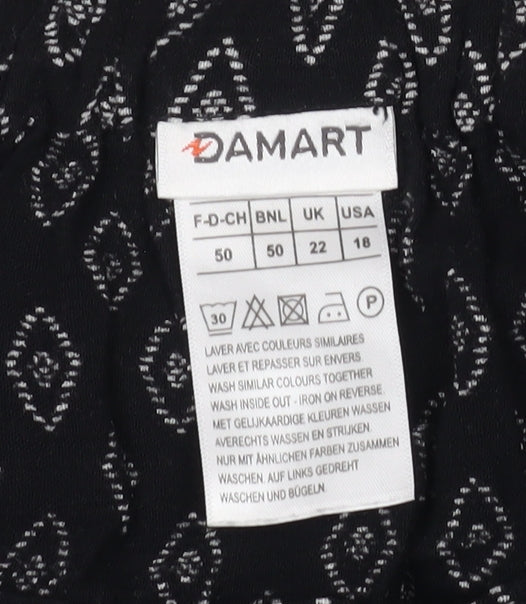 DAMART
F-D-CH BNL UK USA
50 50 22 18
30 P
LAVER AVEC COULEURS SIMILAIRES
LAVER ET REPASSER SUR ENVERS
WASH SIMILAR COLOURS TOGETHER
WASH INSIDE OUT - IRON ON REVERSE.
MET GELIJKAARDIGE KLEUREN WASSEN
AVERECHTS WASSEN EN STRIJKEN.
NUR MIT ÄHNLICHEN FARBEN ZUSAMMEN
WASCHEN. AUF LINKS GEDREHT
WASCHEN UND BÜGELN.